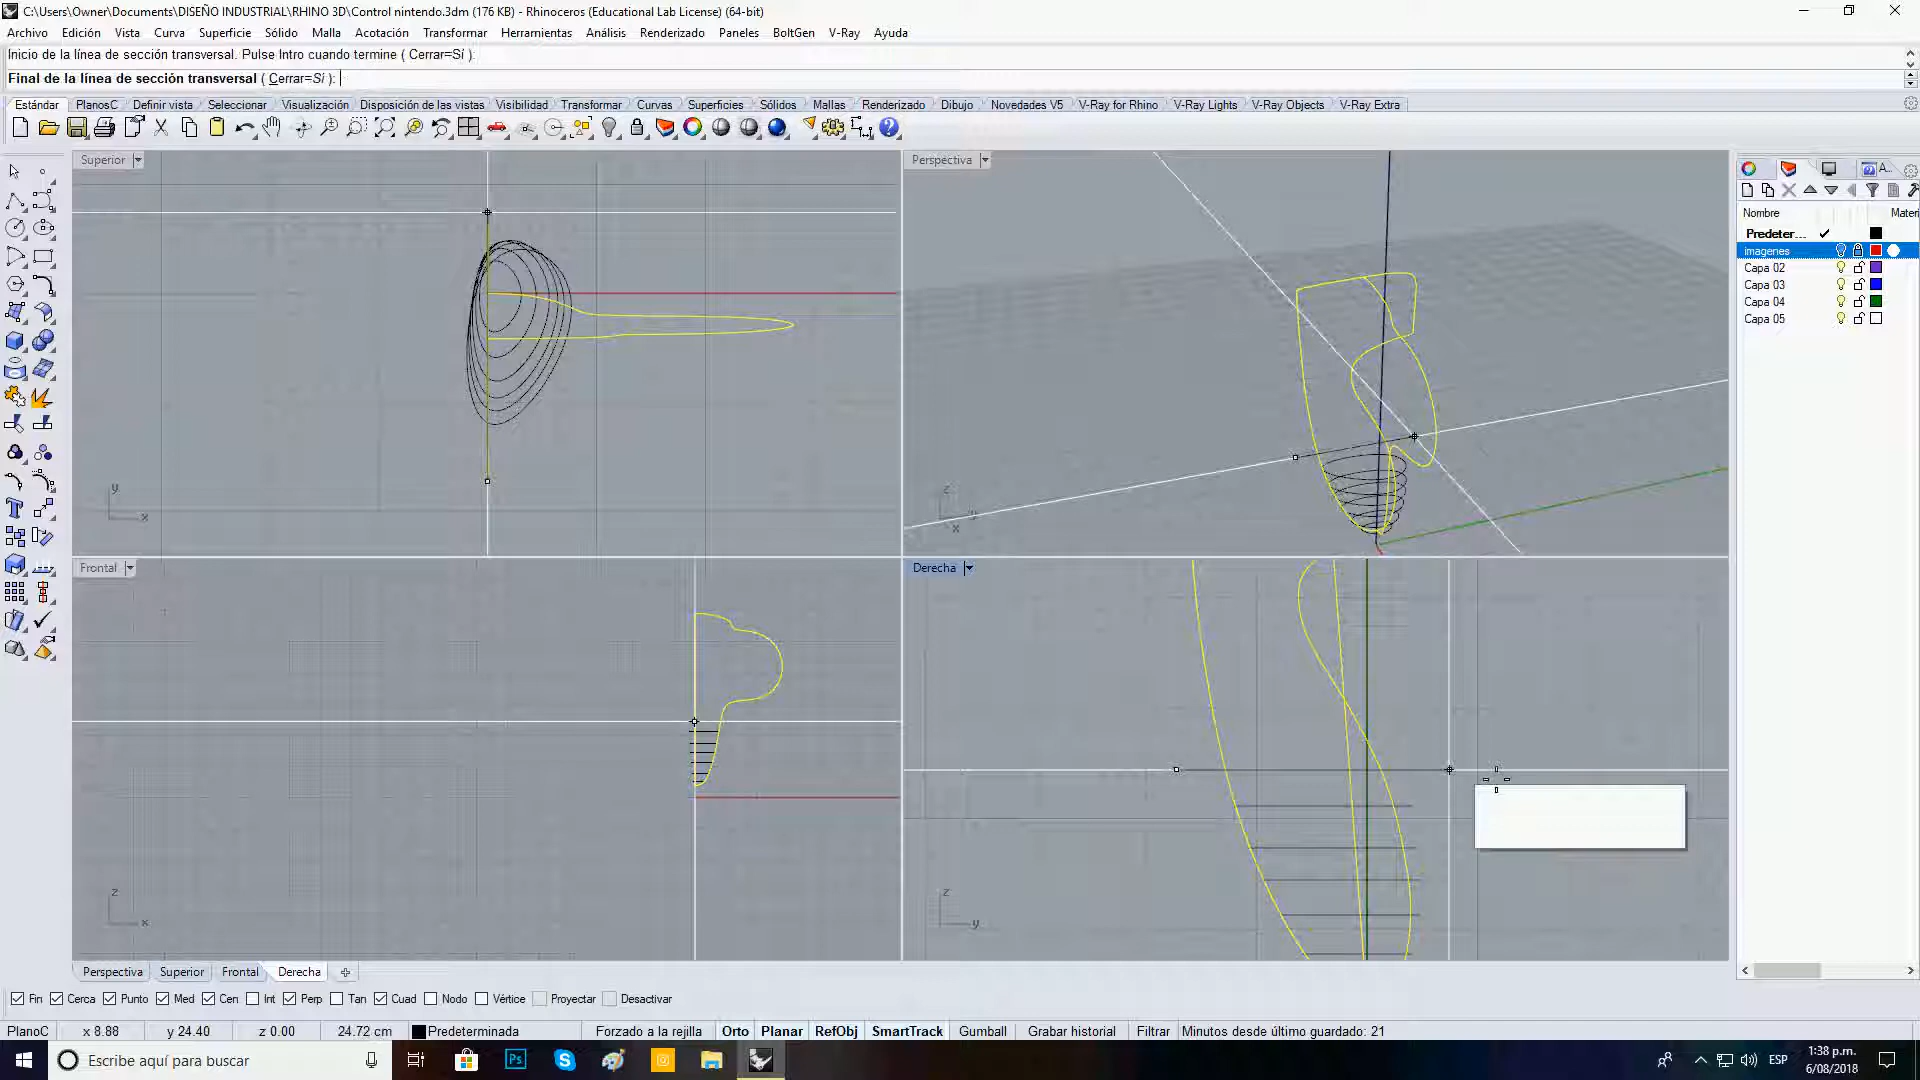 C:\Users\Owner\Documents\DISEÑO INDUSTRIAL\RHINO 3D\Control nintendo.3dm (176 KB) - Rhinoceros (Educational Lab License) (64-bit)
Archivo Edición Vista Curva Superficie Sólido Malla Acotación Transformar Herramientas Análisis Renderizado Paneles BoltGen V-Ray Ayuda
Inicio de la línea de sección transversal. Pulse Intro cuando termine ( Cerrar=Sí ):
Final de la línea de sección transversal ( Cerrar=Sí ):
Estándar PlanosC Definir vista Seleccionar Visualización Disposición de las vistas Visibilidad Transformar Curvas Superficies Sólidos Mallas Renderizado Dibujo Novedades V5 V-Ray for Rhino V-Ray Lights V-Ray Objects V-Ray Extra
Superior
Perspectiva
A...
Nombre Materi
Predeter...
imagenes
Capa 02
Capa 03
Capa 04
Capa 05
y
x
z
y
x
Frontal
Derecha
z
x
z
y
Perspectiva Superior Frontal Derecha
Fin Cerca Punto Med Cen Int Perp Tan Cuad Nodo Vértice Proyectar Desactivar
PlanoC x 8.88 y 24.40 z 0.00 24.72 cm Predeterminada Forzado a la rejilla Orto Planar RefObj SmartTrack Gumball Grabar historial Filtrar Minutos desde último guardado: 21
Escribe aquí para buscar
Ps
ESP
1:38 p.m.
6/08/2018